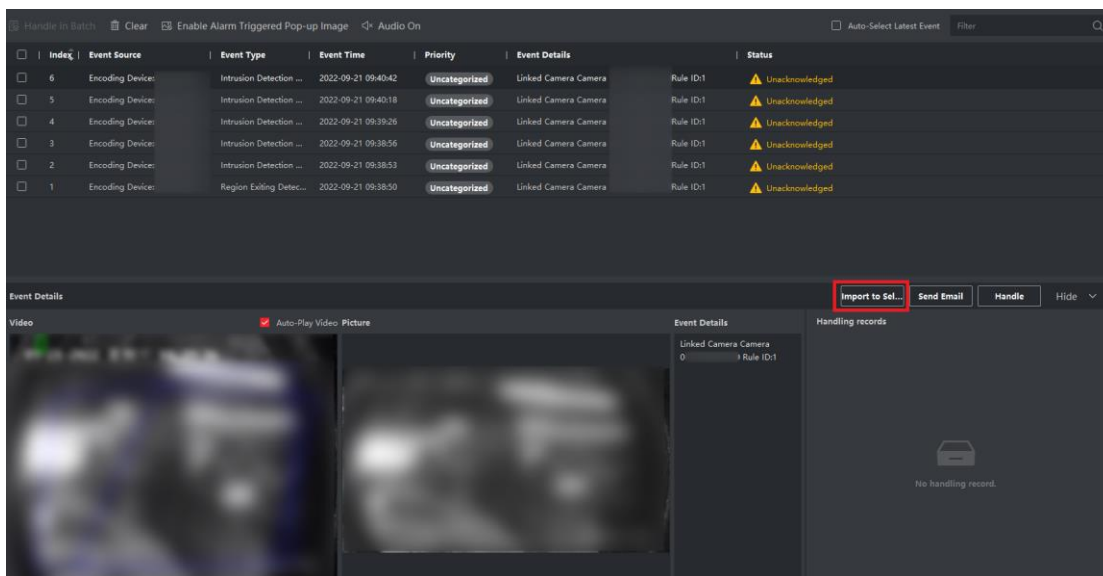 Handle in Batch Clear Enable Alarm Triggered Pop-up Image Audio On Auto-Select Latest Event Filter
Index Event Source Event Type Event Time Priority Event Details Status
6 Encoding Device: Intrusion Detection ... 2022-09-21 09:40:42 Uncategorized Linked Camera Camera Rule ID:1 Unacknowledged
5 Encoding Device: Intrusion Detection ... 2022-09-21 09:40:18 Uncategorized Linked Camera Camera Rule ID:1 Unacknowledged
4 Encoding Device: Intrusion Detection ... 2022-09-21 09:39:26 Uncategorized Linked Camera Camera Rule ID:1 Unacknowledged
3 Encoding Device: Intrusion Detection ... 2022-09-21 09:38:56 Uncategorized Linked Camera Camera Rule ID:1 Unacknowledged
2 Encoding Device: Intrusion Detection ... 2022-09-21 09:38:53 Uncategorized Linked Camera Camera Rule ID:1 Unacknowledged
1 Encoding Device: Region Exiting Detec... 2022-09-21 09:38:50 Uncategorized Linked Camera Camera Rule ID:1 Unacknowledged
Event Details Import to Sel... Send Email Handle Hide
Video Auto-Play Video Picture Event Details Handling records
Linked Camera Camera
0 Rule ID:1
No handling record.